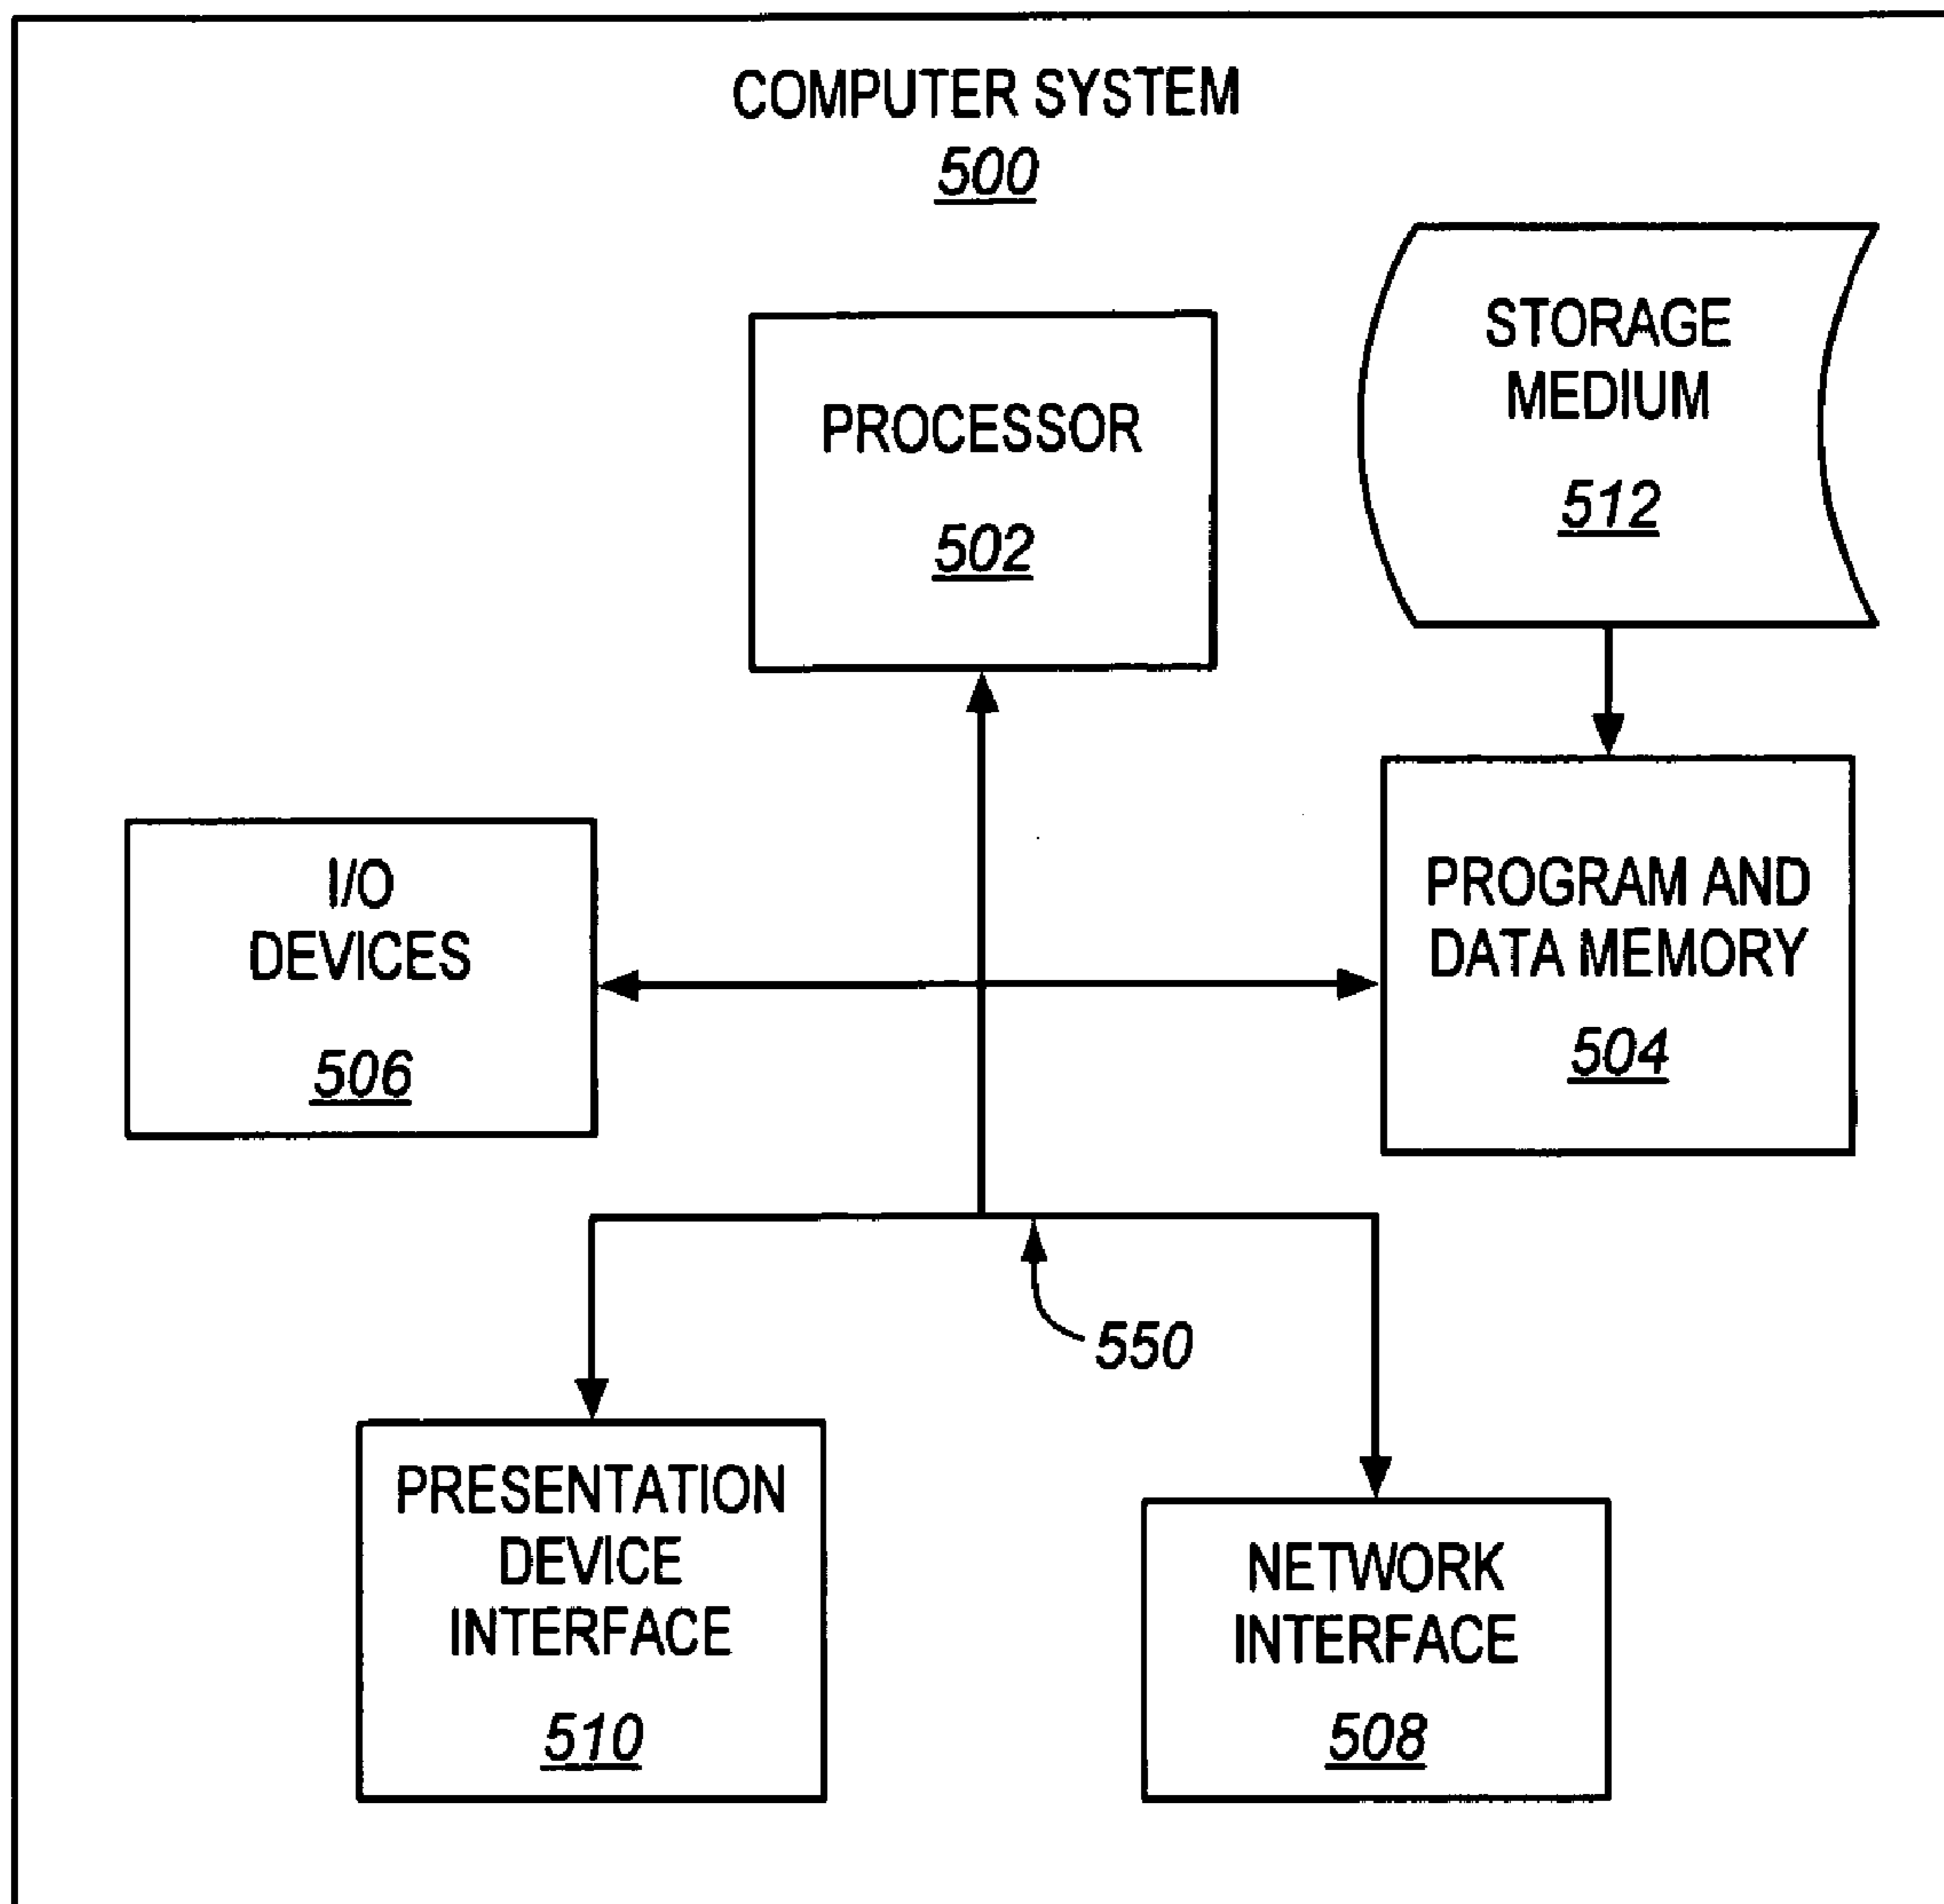 COMPUTER SYSTEM
500
STORAGE
MEDIUM
512
PROCESSOR
502
I/O
DEVICES
506
PROGRAM AND
DATA MEMORY
504
550
PRESENTATION
DEVICE
INTERFACE
510
NETWORK
INTERFACE
508